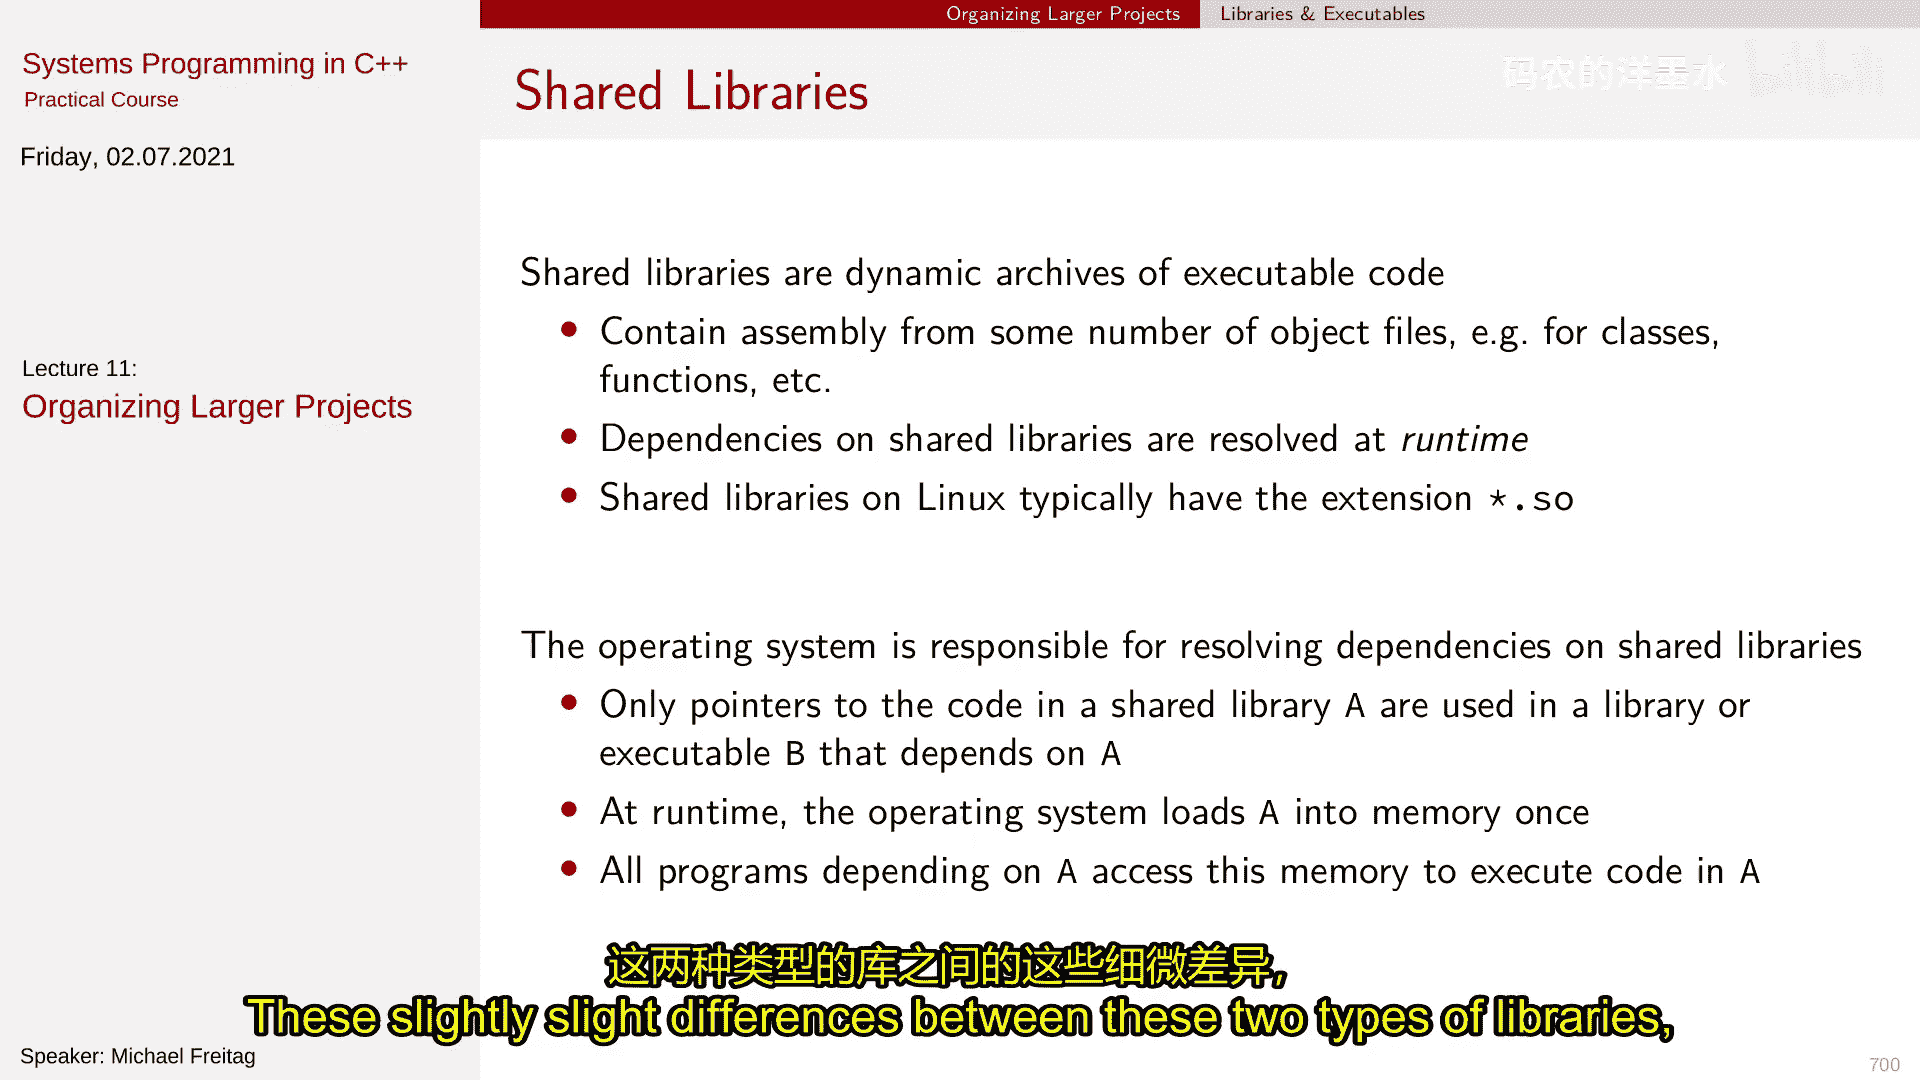 Organizing Larger Projects
Libraries & Executables
Systems Programming in C++
Practical Course
Friday, 02.07.2021
Shared Libraries
码农的洋墨水
bilibili
Shared libraries are dynamic archives of executable code
• Contain assembly from some number of object files, e.g. for classes,
functions, etc.
• Dependencies on shared libraries are resolved at runtime
• Shared libraries on Linux typically have the extension *.so
Lecture 11:
Organizing Larger Projects
The operating system is responsible for resolving dependencies on shared libraries
• Only pointers to the code in a shared library A are used in a library or
executable B that depends on A
• At runtime, the operating system loads A into memory once
• All programs depending on A access this memory to execute code in A
这两种类型的库之间的这些细微差异,
These slightly slight differences between these two types of libraries,
Speaker: Michael Freitag
700